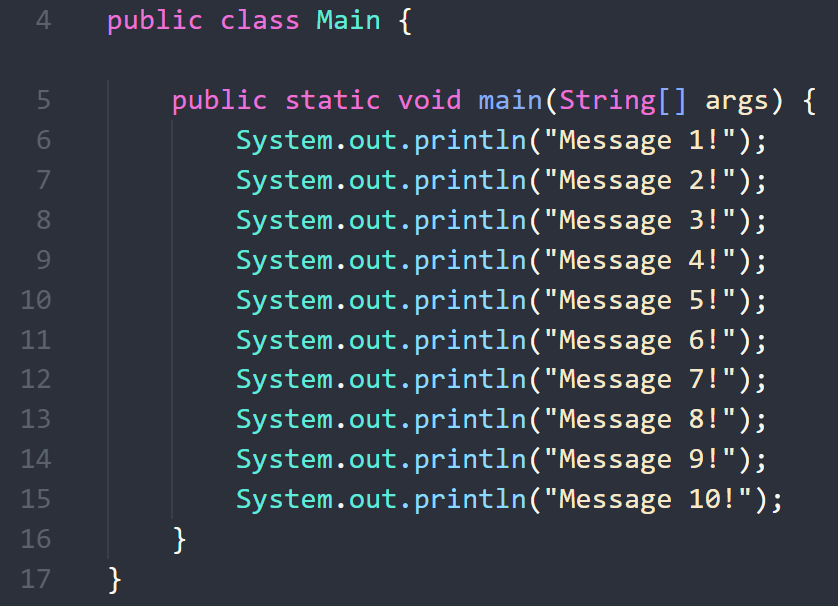 4 public class Main {
5 public static void main(String[] args) {
6 System.out.println("Message 1!");
7 System.out.println("Message 2!");
8 System.out.println("Message 3!");
9 System.out.println("Message 4!");
10 System.out.println("Message 5!");
11 System.out.println("Message 6!");
12 System.out.println("Message 7!");
13 System.out.println("Message 8!");
14 System.out.println("Message 9!");
15 System.out.println("Message 10!");
16 }
17 }